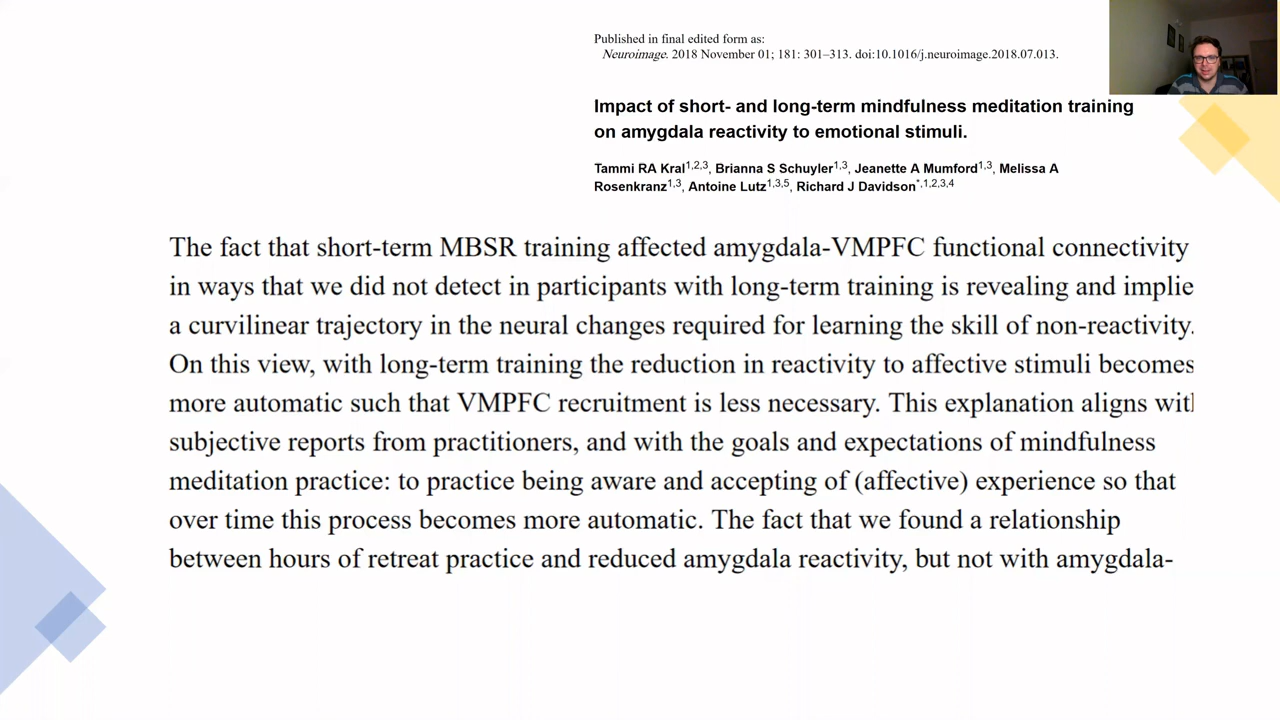 Published in final edited form as:
Neuroimage. 2018 November 01; 181: 301–313. doi:10.1016/j.neuroimage.2018.07.013.
Impact of short- and long-term mindfulness meditation training
on amygdala reactivity to emotional stimuli.
Tammi RA Kral1,2,3, Brianna S Schuyler1,3, Jeanette A Mumford1,3, Melissa A
Rosenkranz1,3, Antoine Lutz1,3,5, Richard J Davidson*,1,2,3,4
The fact that short-term MBSR training affected amygdala-VMPFC functional connectivity
in ways that we did not detect in participants with long-term training is revealing and implie
a curvilinear trajectory in the neural changes required for learning the skill of non-reactivity.
On this view, with long-term training the reduction in reactivity to affective stimuli becomes
more automatic such that VMPFC recruitment is less necessary. This explanation aligns wit
subjective reports from practitioners, and with the goals and expectations of mindfulness
meditation practice: to practice being aware and accepting of (affective) experience so that
over time this process becomes more automatic. The fact that we found a relationship
between hours of retreat practice and reduced amygdala reactivity, but not with amygdala-